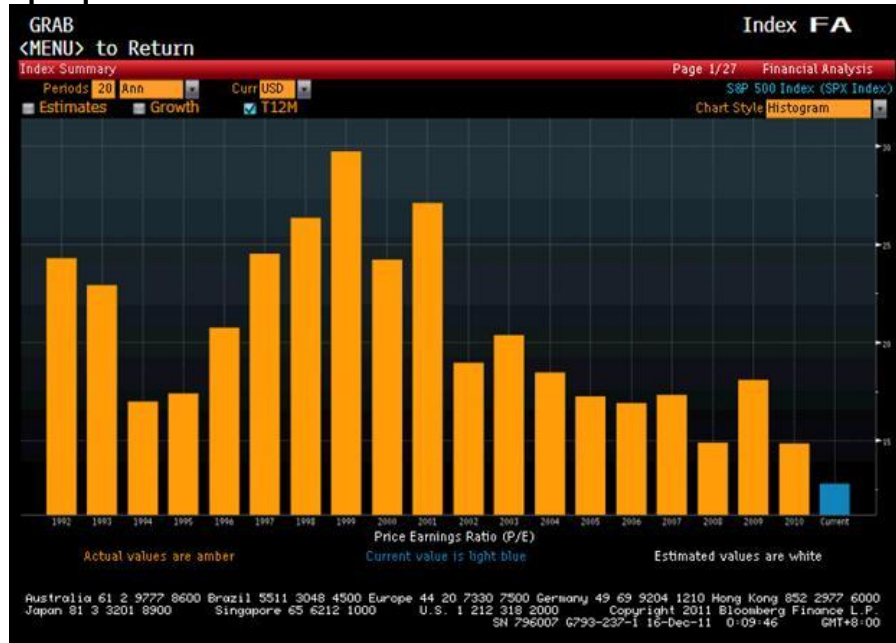 GRAB Index FA
<MENU> to Return
Index Summary Page 1/27 Financial Analysis
Periods 20 Ann Curr USD S&P 500 Index (SPX Index)
Estimates Growth T12M Chart Style Histogram
30
25
20
15
1992 1993 1994 1995 1996 1997 1998 1999 2000 2001 2002 2003 2004 2005 2006 2007 2008 2009 2010 Current
Price Earnings Ratio (P/E)
Actual values are amber Current value is light blue Estimated values are white
Australia 61 2 9777 8600 Brazil 5511 3048 4500 Europe 44 20 7330 7500 Germany 49 69 9204 1210 Hong Kong 852 2977 6000
Japan 81 3 3201 8900 Singapore 65 6212 1000 U.S. 1 212 318 2000 Copyright 2011 Bloomberg Finance L.P.
SN 796007 G793-237-1 16-Dec-11 0:09:46 GMT+8:00